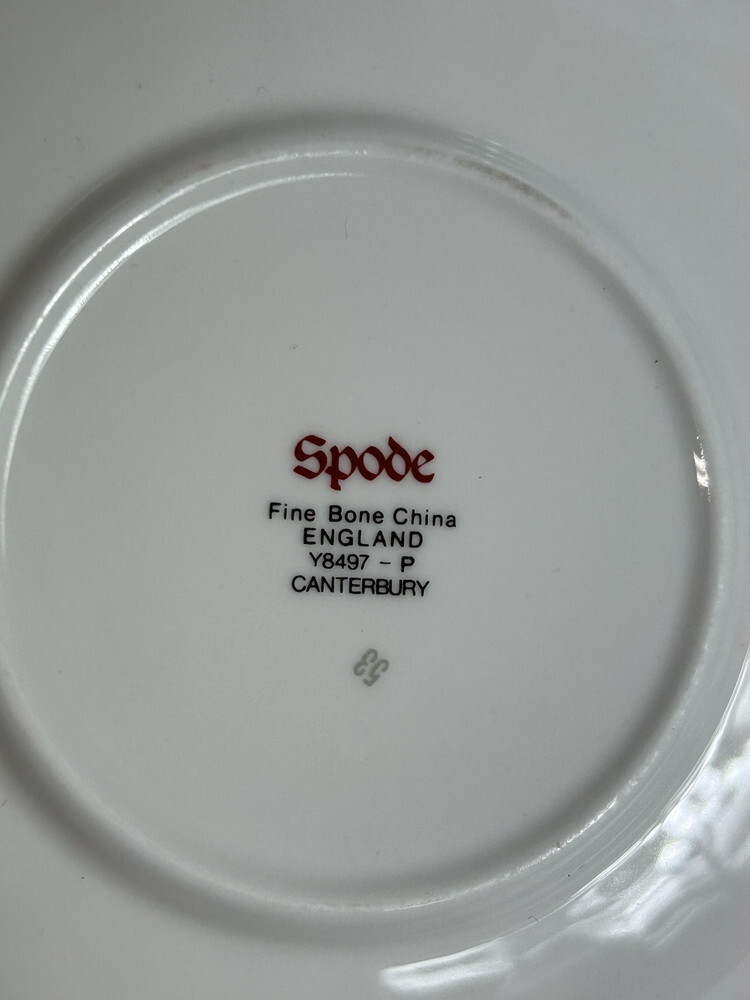 Spode
Fine Bone China
ENGLAND
Y8497 - P
CANTERBURY
53